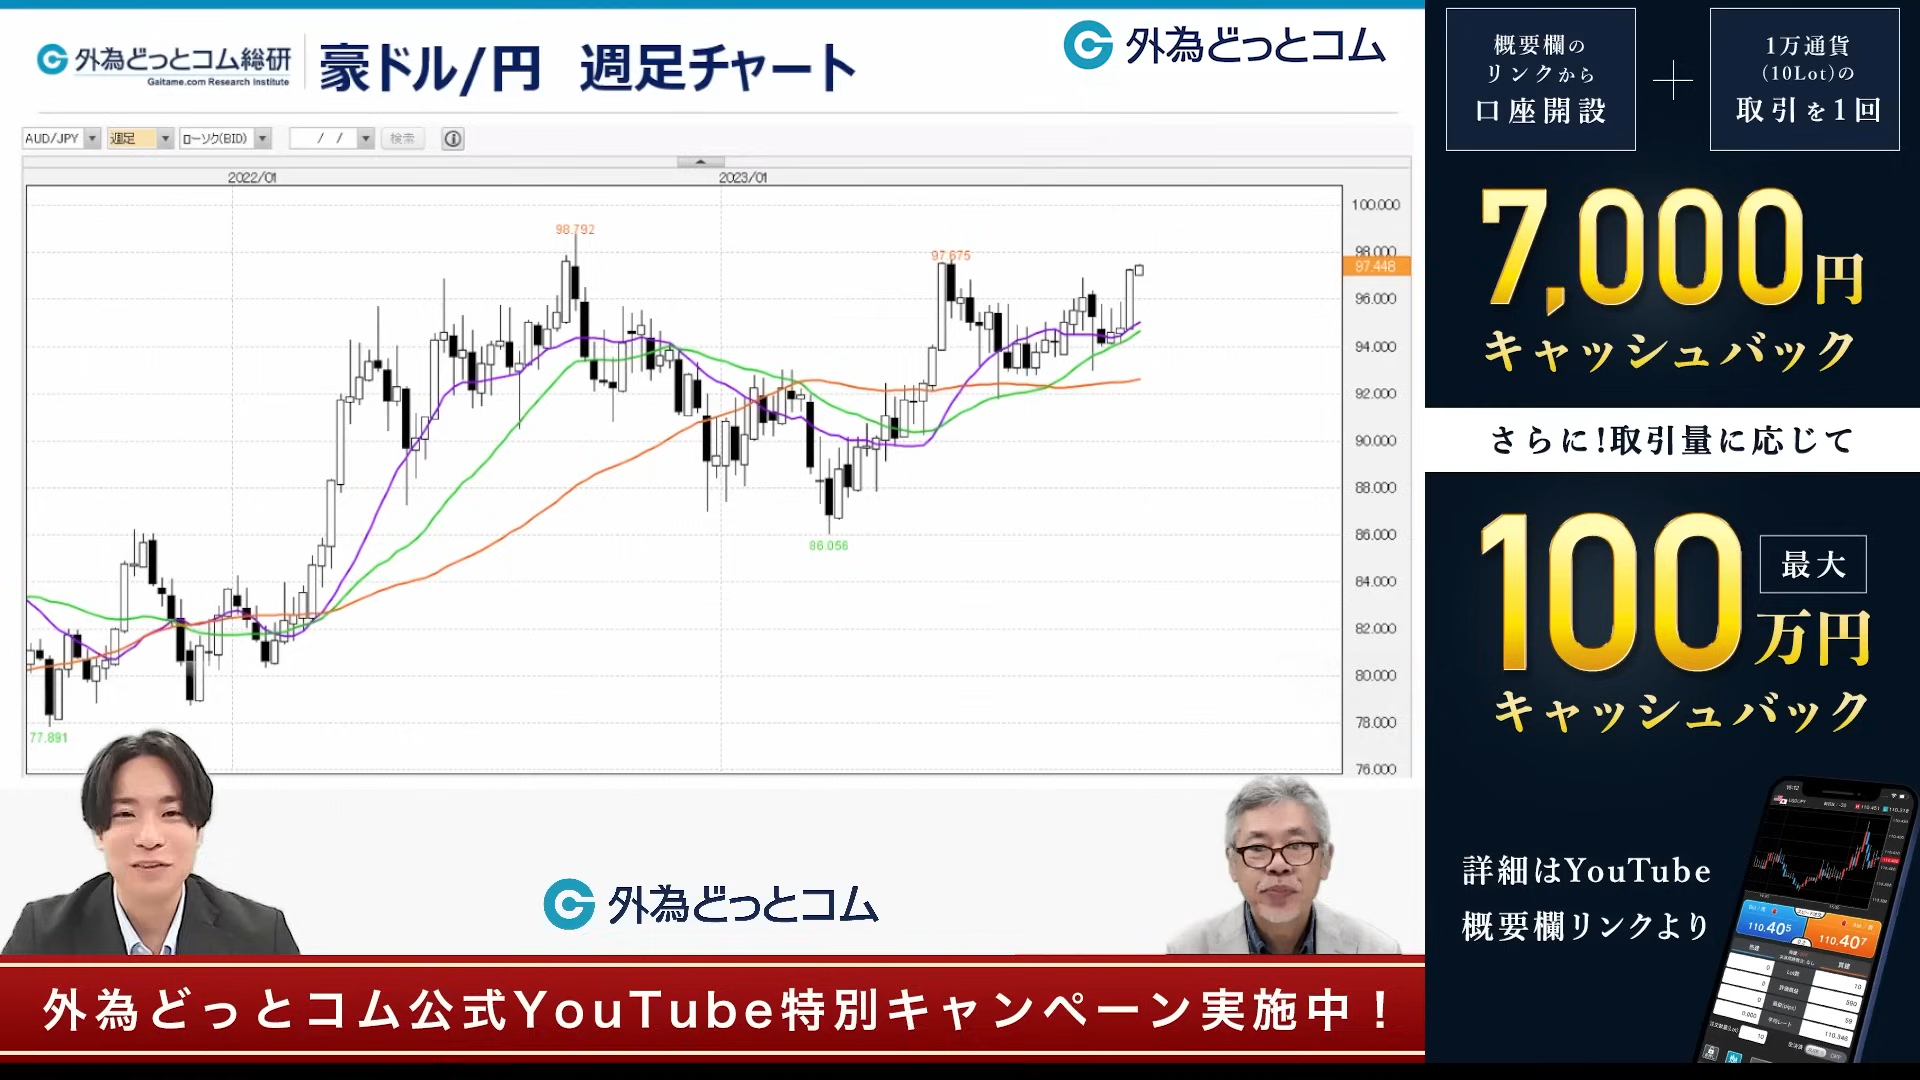 外為どっとコム総研
Gaitame.com Research Institute
豪ドル/円 週足チャート
外為どっとコム
AUD/JPY
週足
ローソク(BID)
/ /
検索
2022/01
2023/01
98.792
97.675
86.056
77.891
100.000
98.000
97.448
96.000
94.000
92.000
90.000
88.000
86.000
84.000
82.000
80.000
78.000
76.000
外為どっとコム
外為どっとコム公式YouTube特別キャンペーン実施中！
概要欄の
リンクから
口座開設
＋
1万通貨
(10Lot)の
取引を1回
7,000円
キャッシュバック
さらに!取引量に応じて
最大
100万円
キャッシュバック
詳細はYouTube
概要欄リンクより
110.405
110.407